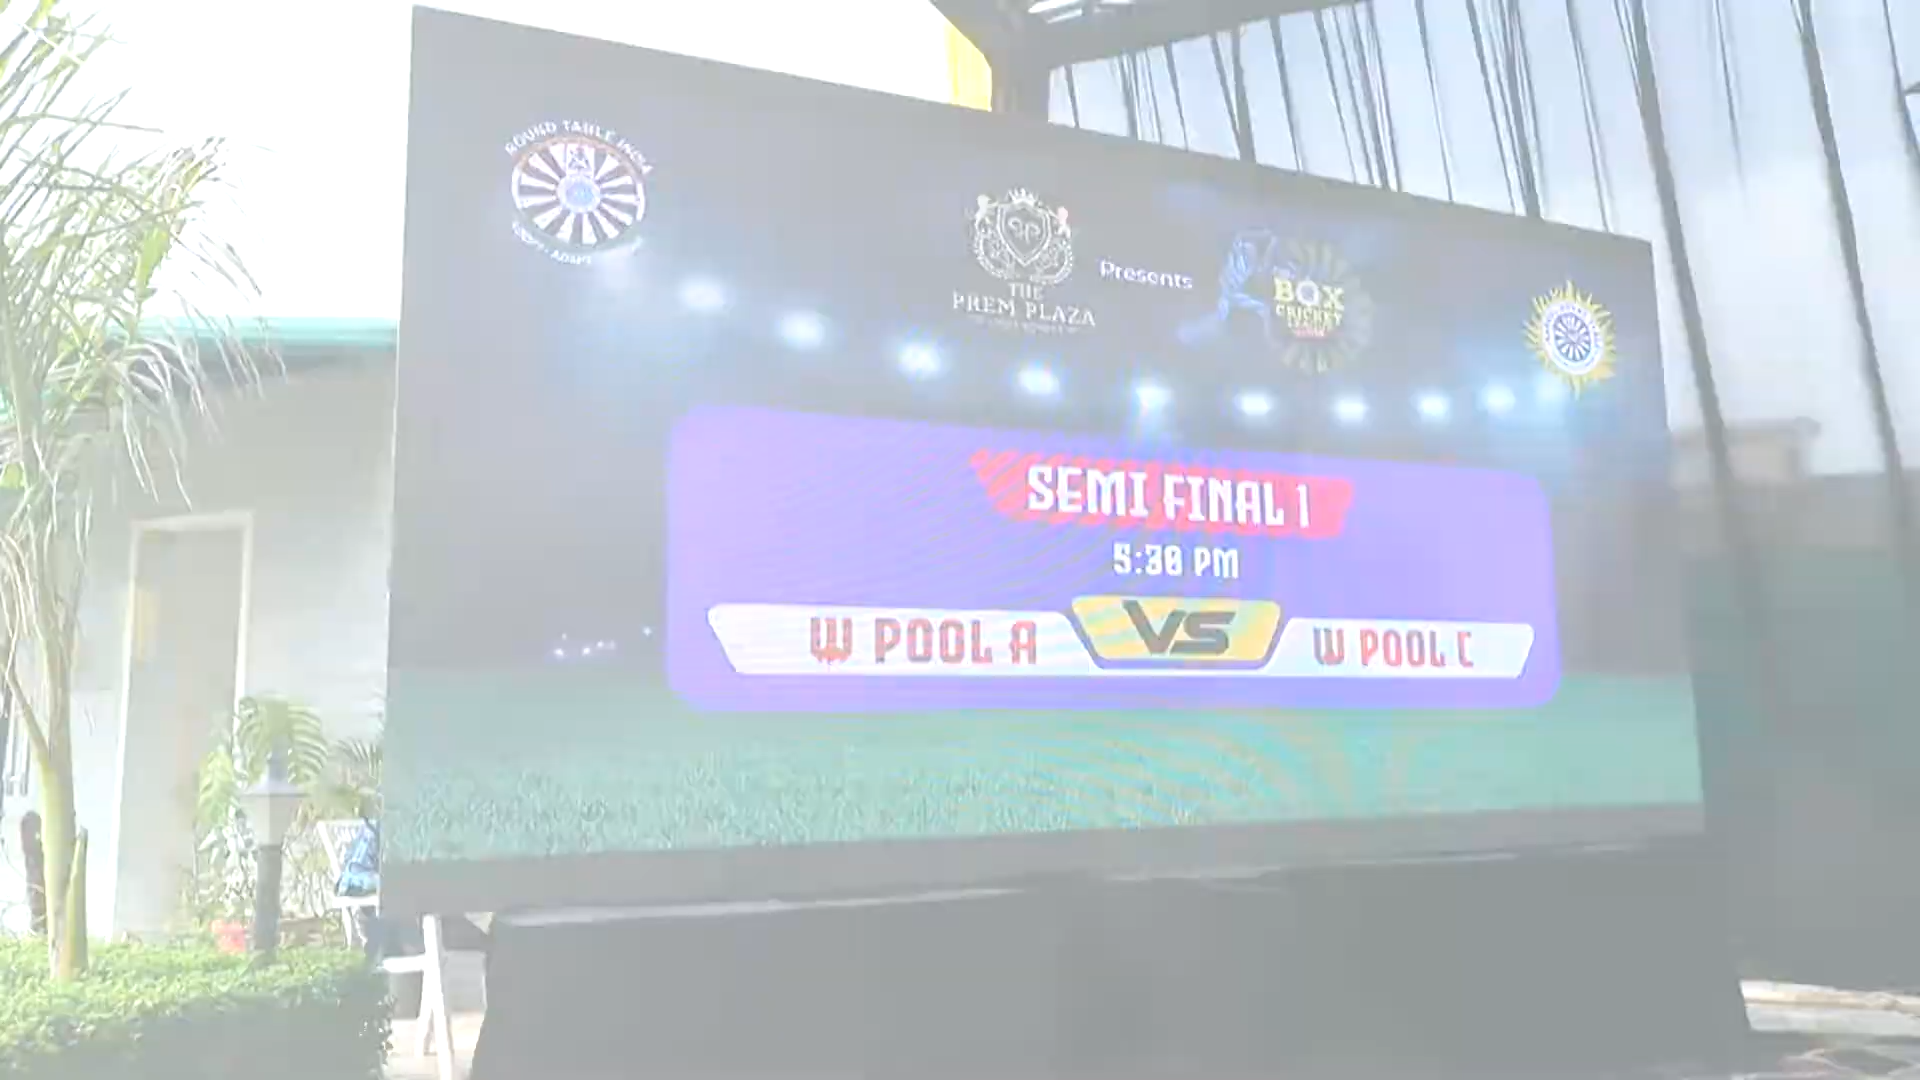 ROUND TABLE INDIA
THE
PREM PLAZA
Presents
BOX
CRICKET
SEMI FINAL 1
5:30 PM
W POOL A VS W POOL C